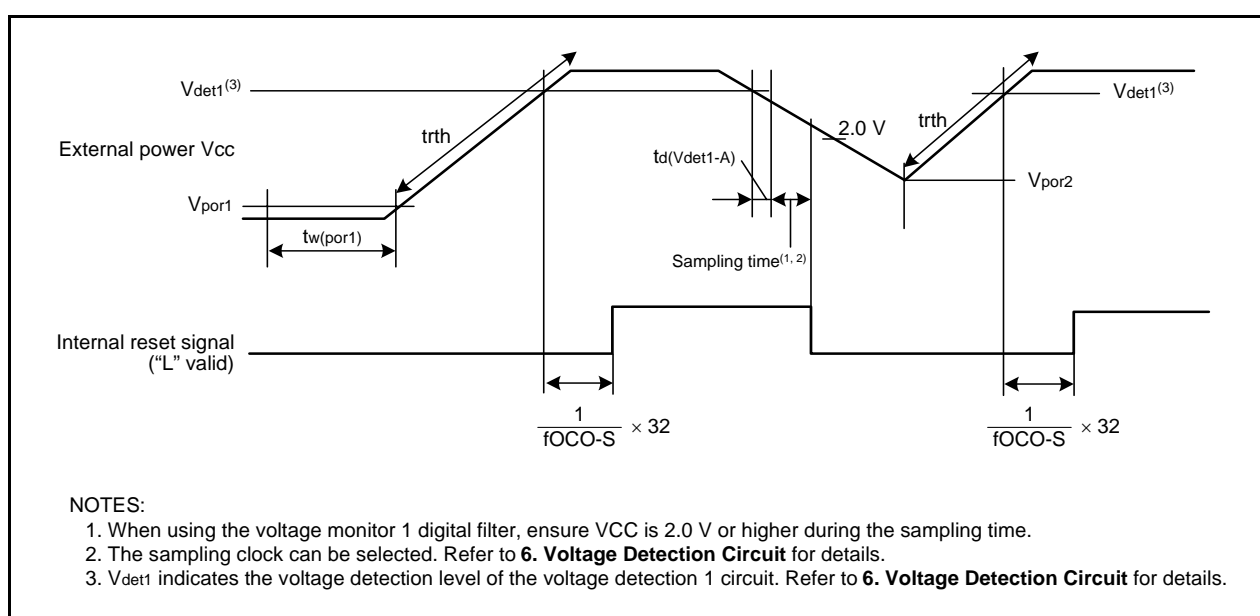 Vdet1(3)
trth
External power Vcc
Vpor1
tw(por1)
td(Vdet1-A)
Sampling time(1, 2)
2.0 V
trth
Vdet1(3)
Vpor2
Internal reset signal
(“L” valid)
1
fOCO-S
× 32
1
fOCO-S
× 32
NOTES:
1. When using the voltage monitor 1 digital filter, ensure VCC is 2.0 V or higher during the sampling time.
2. The sampling clock can be selected. Refer to 6. Voltage Detection Circuit for details.
3. Vdet1 indicates the voltage detection level of the voltage detection 1 circuit. Refer to 6. Voltage Detection Circuit for details.